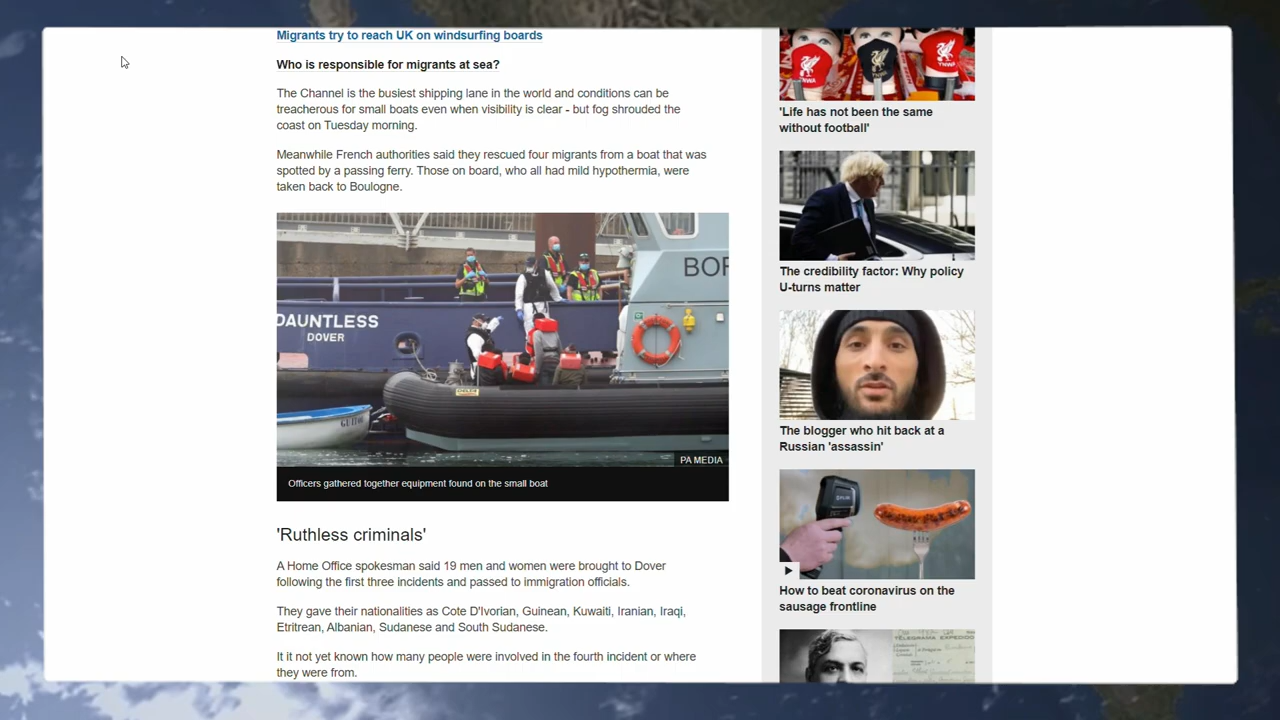 Migrants try to reach UK on windsurfing boards
Who is responsible for migrants at sea?
The Channel is the busiest shipping lane in the world and conditions can be
treacherous for small boats even when visibility is clear - but fog shrouded the
coast on Tuesday morning.
Meanwhile French authorities said they rescued four migrants from a boat that was
spotted by a passing ferry. Those on board, who all had mild hypothermia, were
taken back to Boulogne.
DAUNTLESS
DOVER
BOR
PA MEDIA
Officers gathered together equipment found on the small boat
'Ruthless criminals'
A Home Office spokesman said 19 men and women were brought to Dover
following the first three incidents and passed to immigration officials.
They gave their nationalities as Cote D'Ivorian, Guinean, Kuwaiti, Iranian, Iraqi,
Etritrean, Albanian, Sudanese and South Sudanese.
It it not yet known how many people were involved in the fourth incident or where
they were from.
YNWA
YNWA
YNWA
'Life has not been the same
without football'
The credibility factor: Why policy
U-turns matter
The blogger who hit back at a
Russian 'assassin'
How to beat coronavirus on the
sausage frontline
TELEGRAMA EXPEDIDO